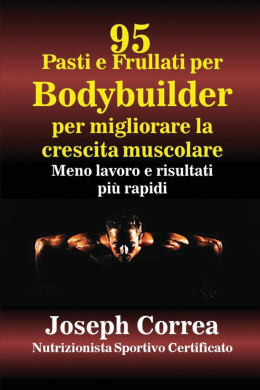 95
Pasti e Frullati per
Bodybuilder
per migliorare la
crescita muscolare
Meno lavoro e risultati
più rapidi
Joseph Correa
Nutrizionista Sportivo Certificato